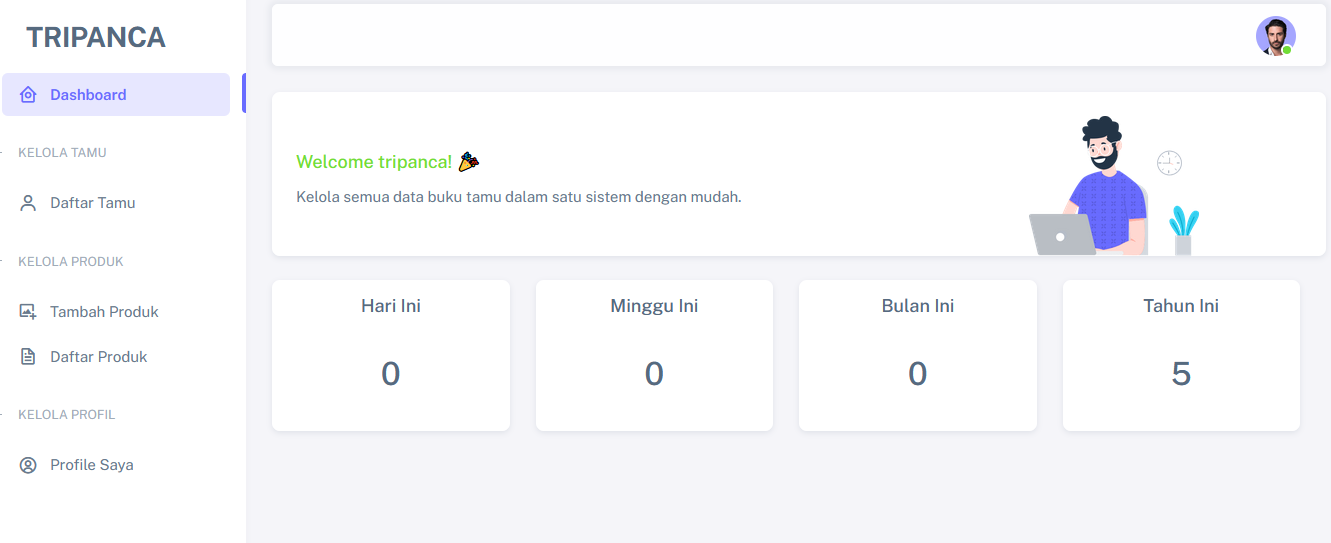 TRIPANCA
Dashboard
KELOLA TAMU
Daftar Tamu
KELOLA PRODUK
Tambah Produk
Daftar Produk
KELOLA PROFIL
Profile Saya
Welcome tripanca! 🎉
Kelola semua data buku tamu dalam satu sistem dengan mudah.
Hari Ini
0
Minggu Ini
0
Bulan Ini
0
Tahun Ini
5